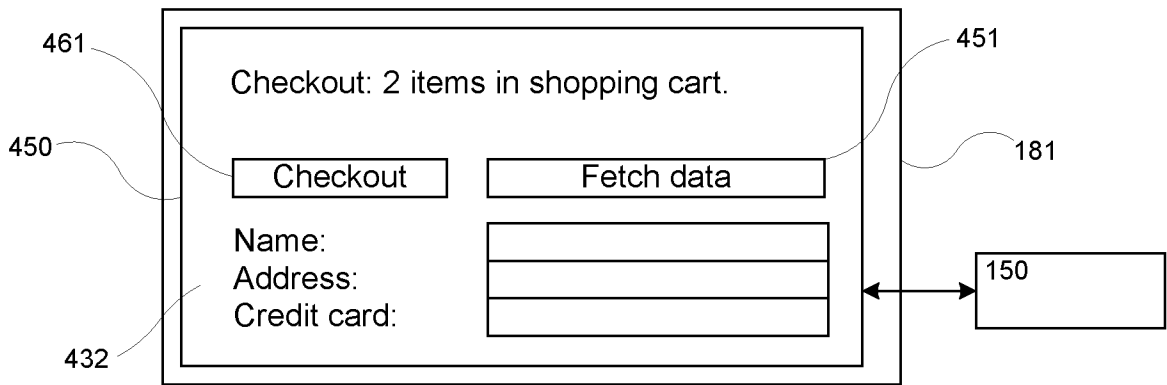 461
451
Checkout: 2 items in shopping cart.
450
181
Checkout
Fetch data
Name:
Address:
Credit card:
150
432